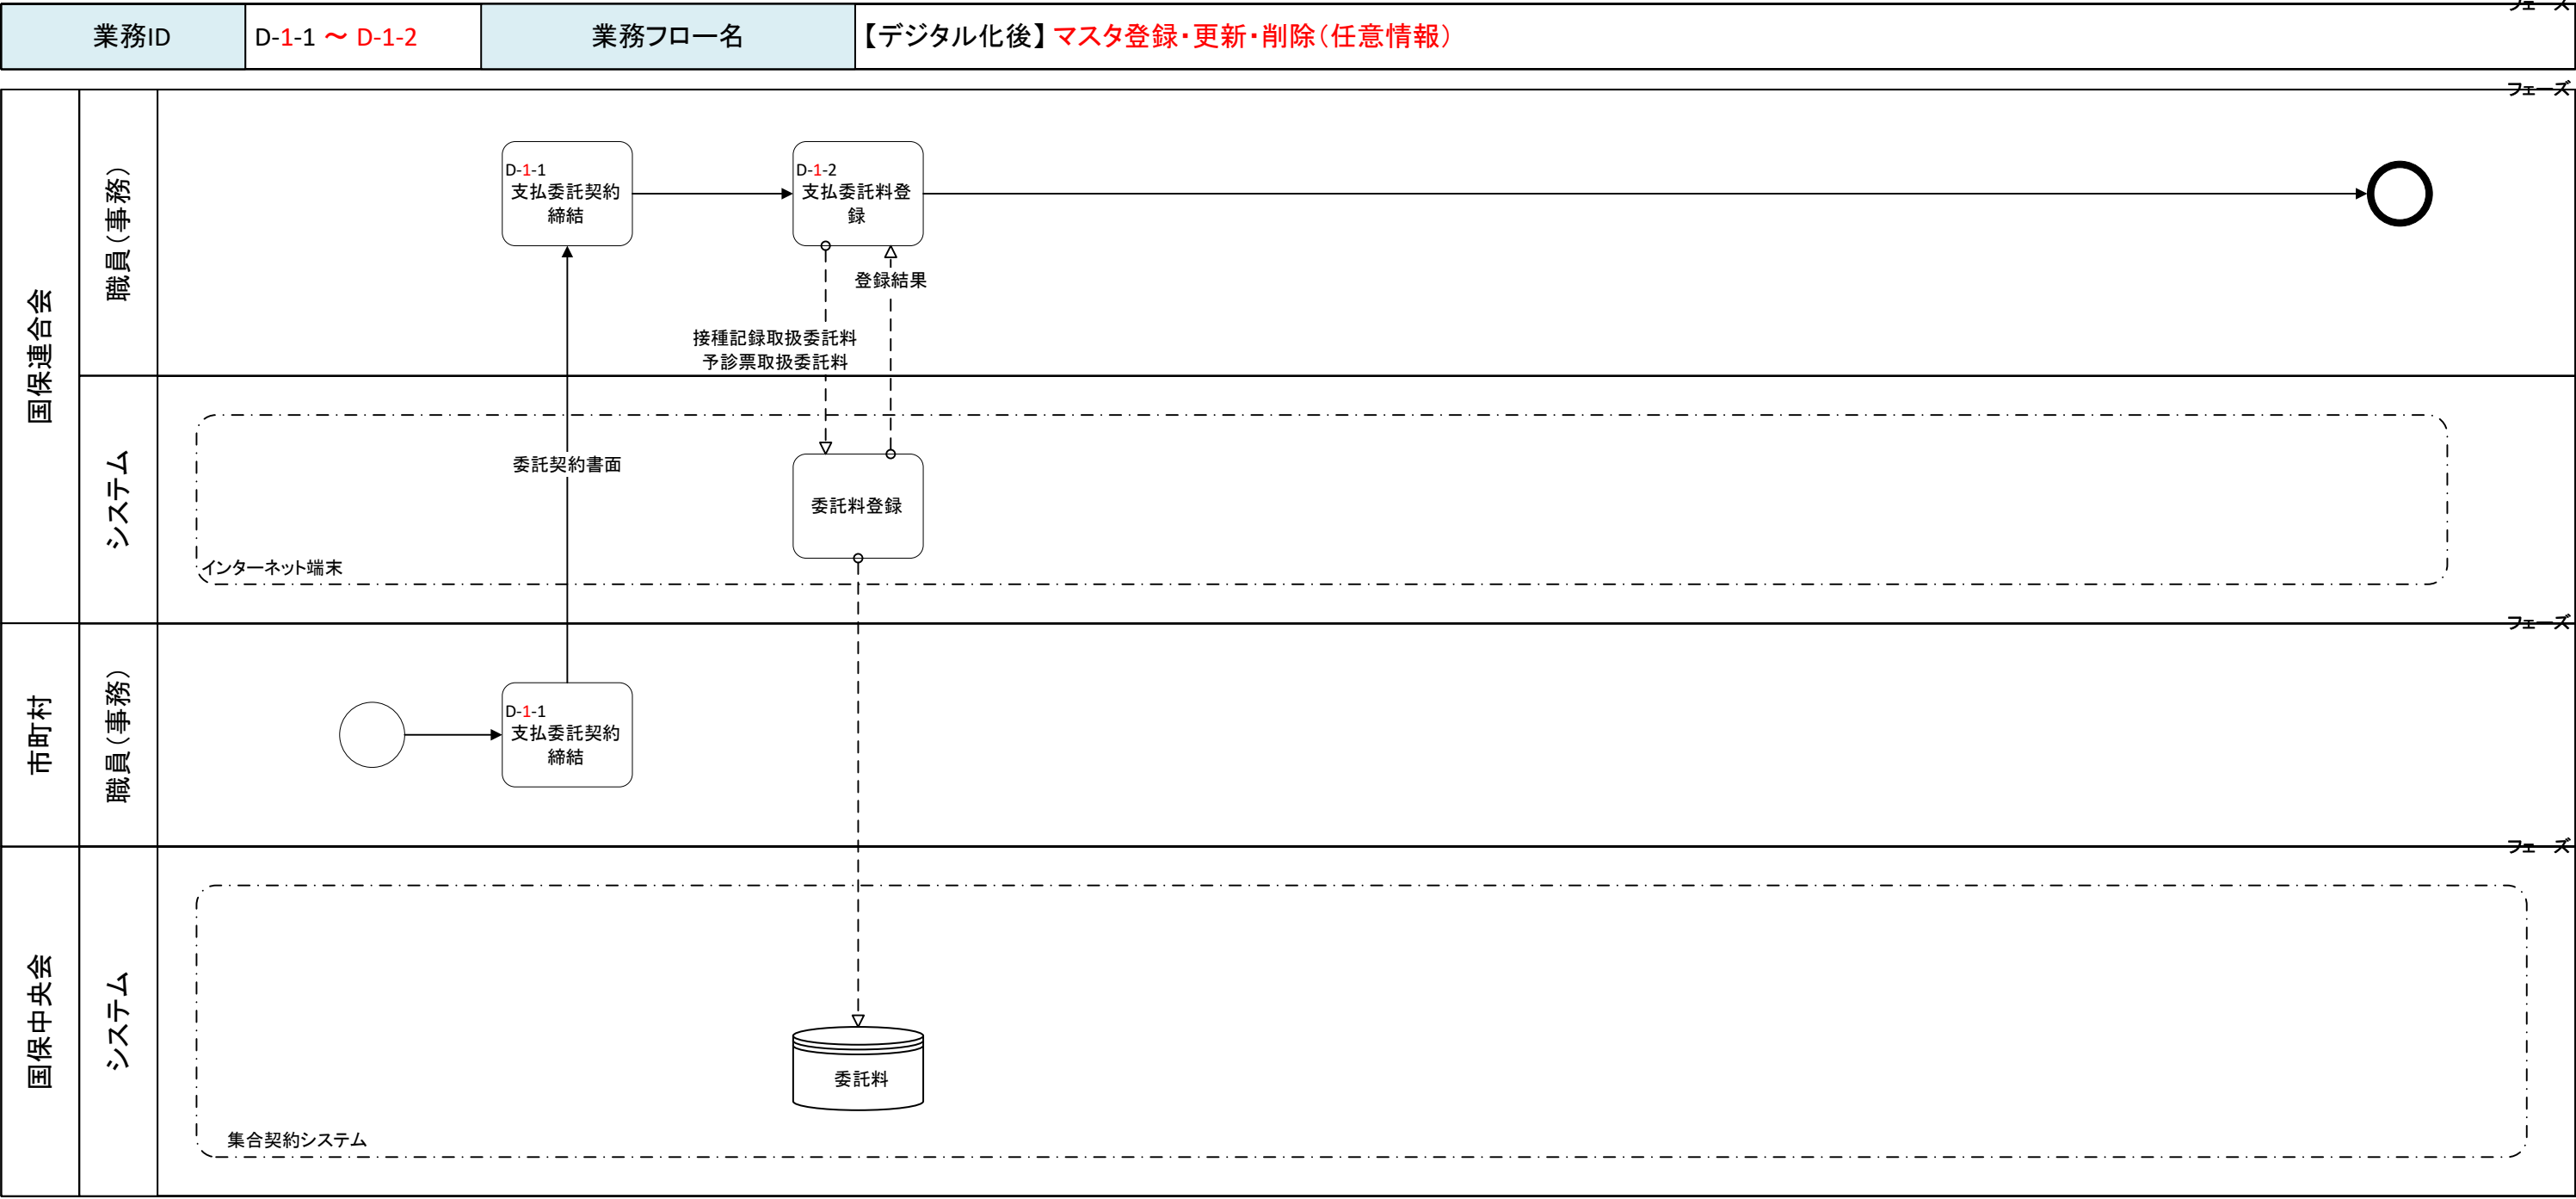 フェーズ
業務ID
D-1-1 ～ D-1-2
業務フロー名
【デジタル化後】マスタ登録・更新・削除（任意情報）
フェーズ
国保連合会
職員（事務）
D-1-1
支払委託契約
締結
D-1-2
支払委託料登
録
登録結果
接種記録取扱委託料
予診票取扱委託料
システム
委託契約書面
委託料登録
インターネット端末
フェーズ
市町村
職員（事務）
D-1-1
支払委託契約
締結
フェーズ
国保中央会
システム
委託料
集合契約システム